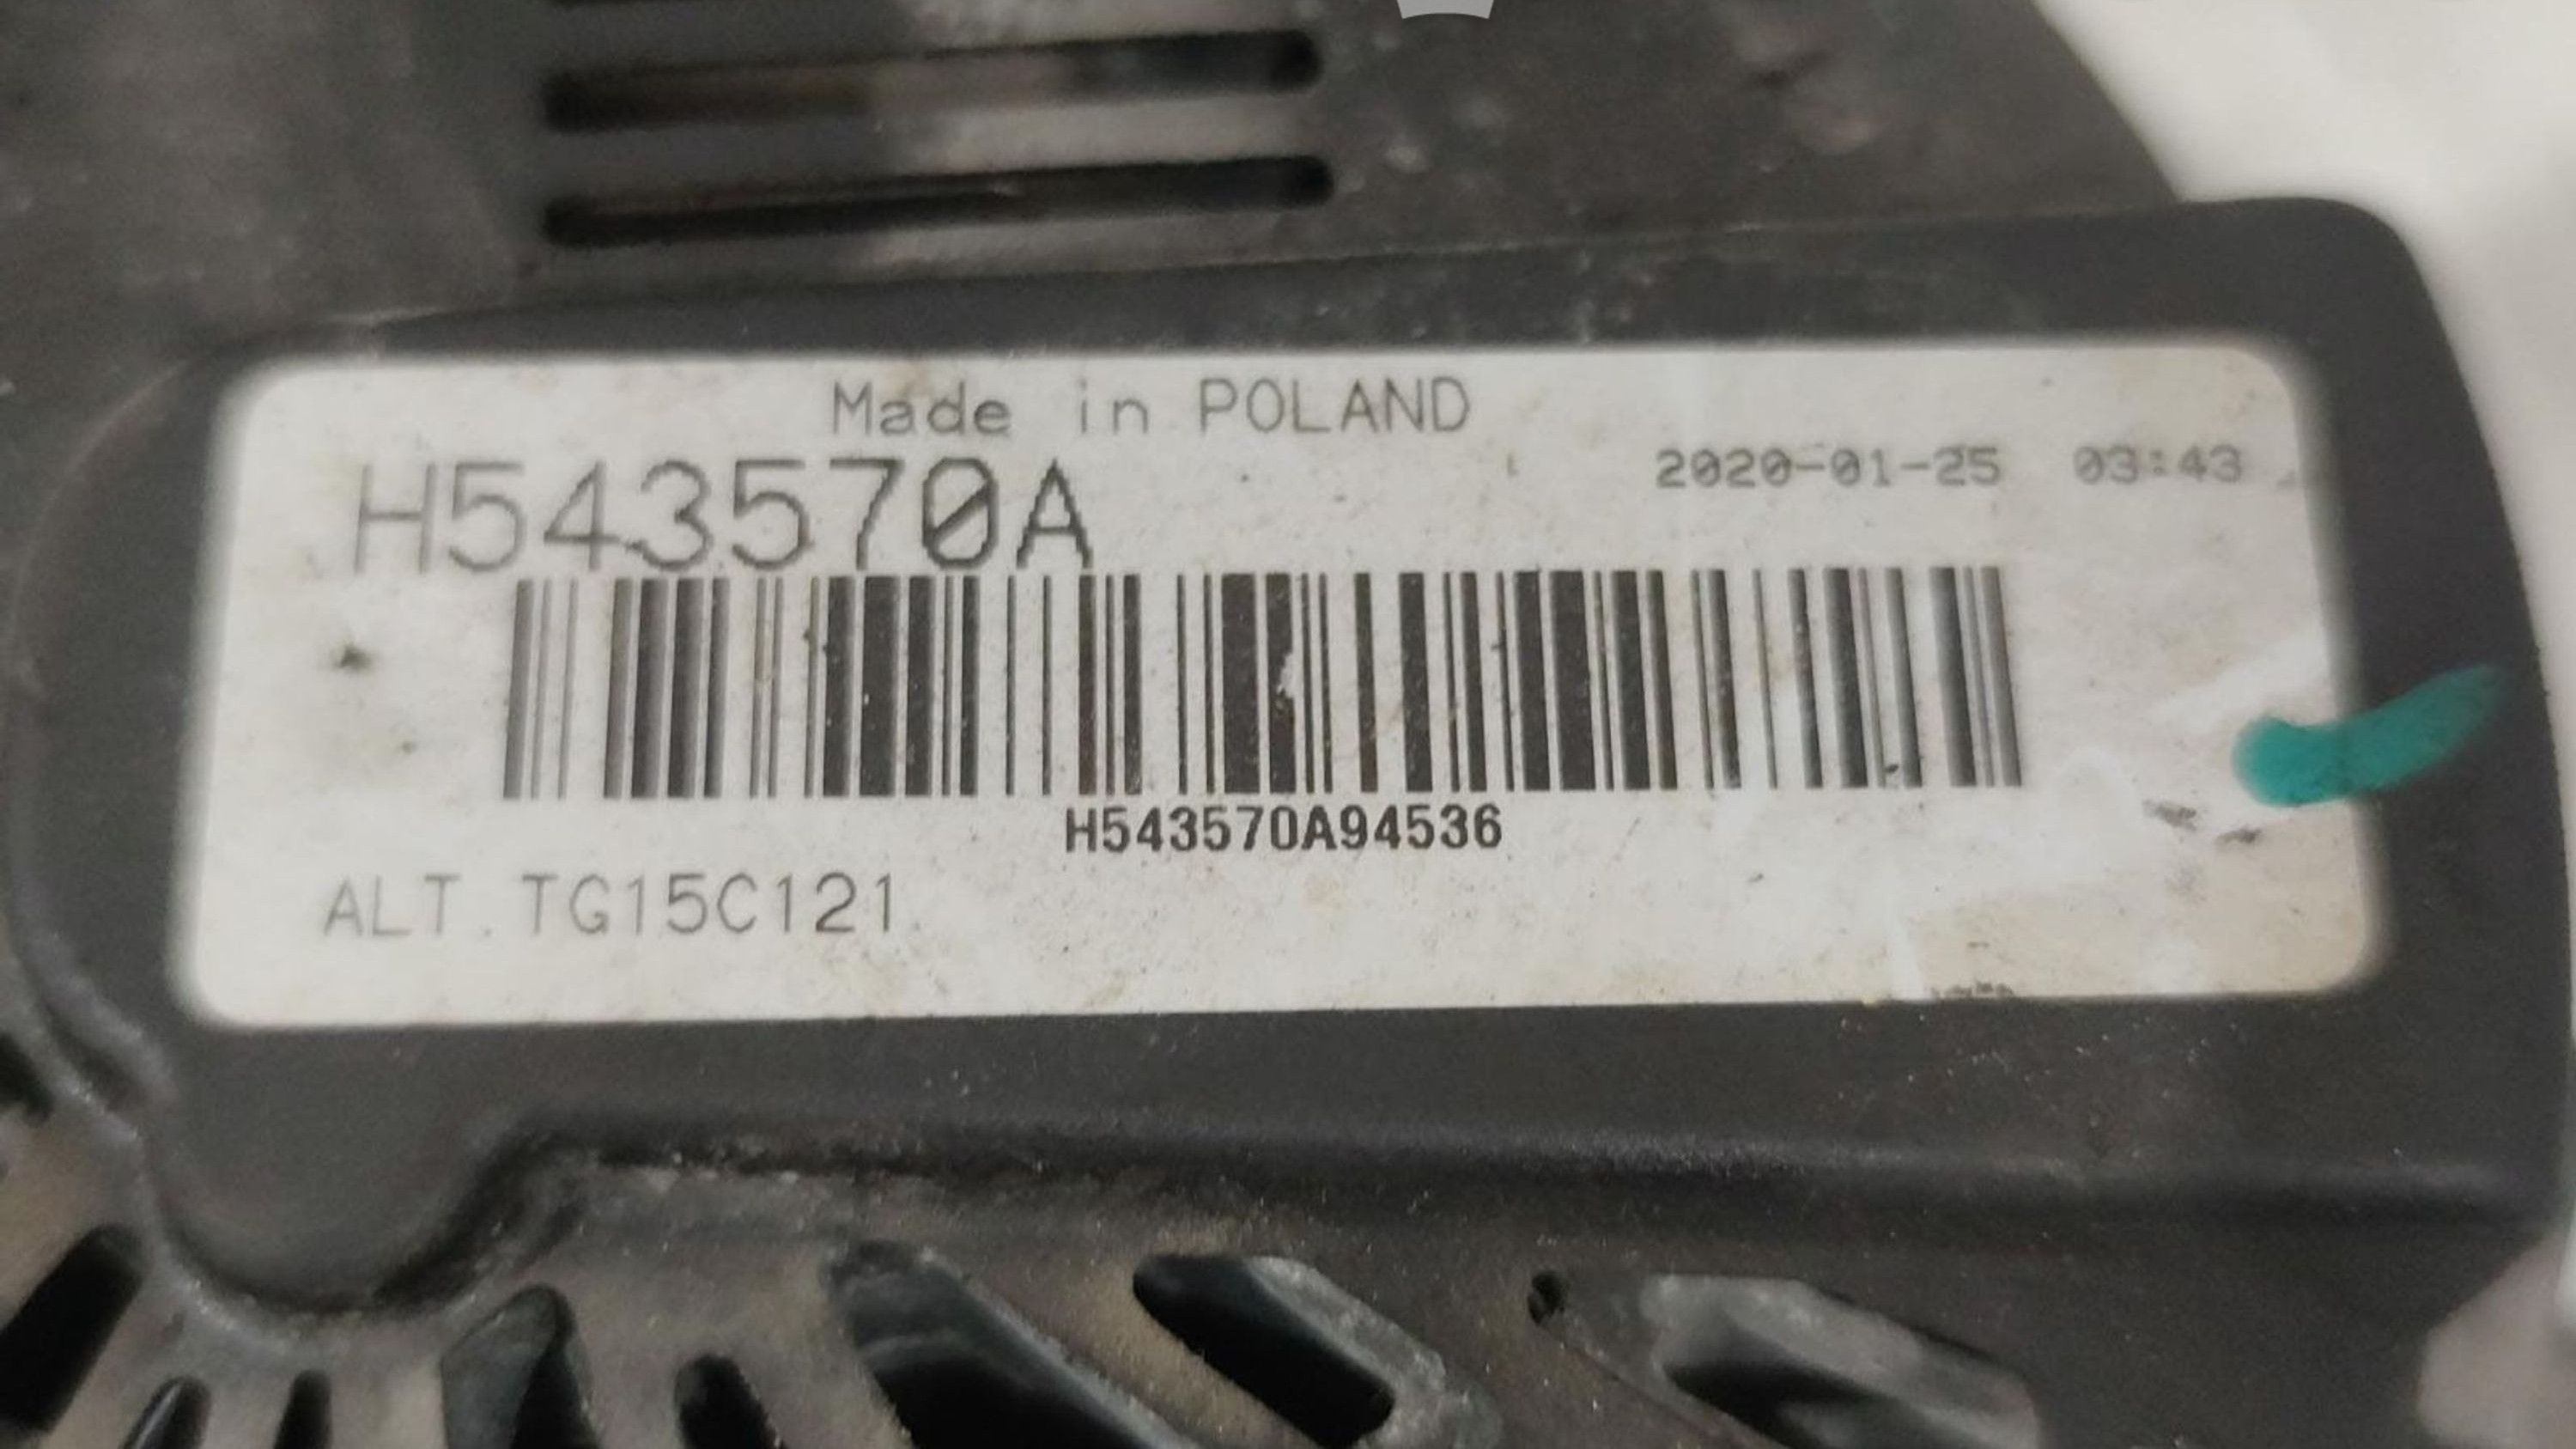 Made in POLAND
H543570A 2020-01-25 03:43
H543570A94536
ALT. TG15C121